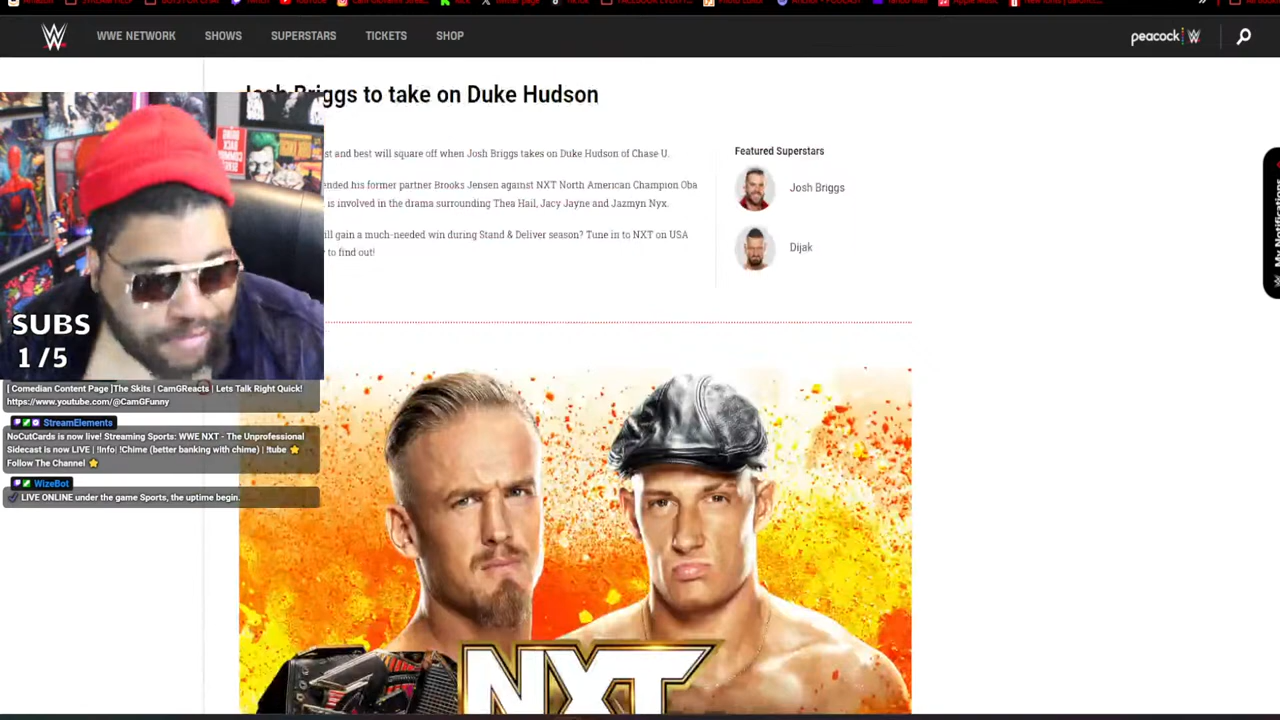 WWE NETWORK SHOWS SUPERSTARS TICKETS SHOP peacock W
Josh Briggs to take on Duke Hudson
st and best will square off when Josh Briggs takes on Duke Hudson of Chase U.
ended his former partner Brooks Jensen against NXT North American Champion Oba
is involved in the drama surrounding Thea Hail, Jacy Jayne and Jazmyn Nyx.
ill gain a much-needed win during Stand & Deliver season? Tune in to NXT on USA
to find out!
Featured Superstars
Josh Briggs
Dijak
My Notifications
SUBS
1/5
| Comedian Content Page |The Skits | CamGReacts | Lets Talk Right Quick!
https://www.youtube.com/@CamGFunny
StreamElements
NoCutCards is now live! Streaming Sports: WWE NXT - The Unprofessional
Sidecast is now LIVE | !Info| !Chime (better banking with chime) | !tube ⭐
Follow The Channel ⭐
WizeBot
LIVE ONLINE under the game Sports, the uptime begin.
NXT